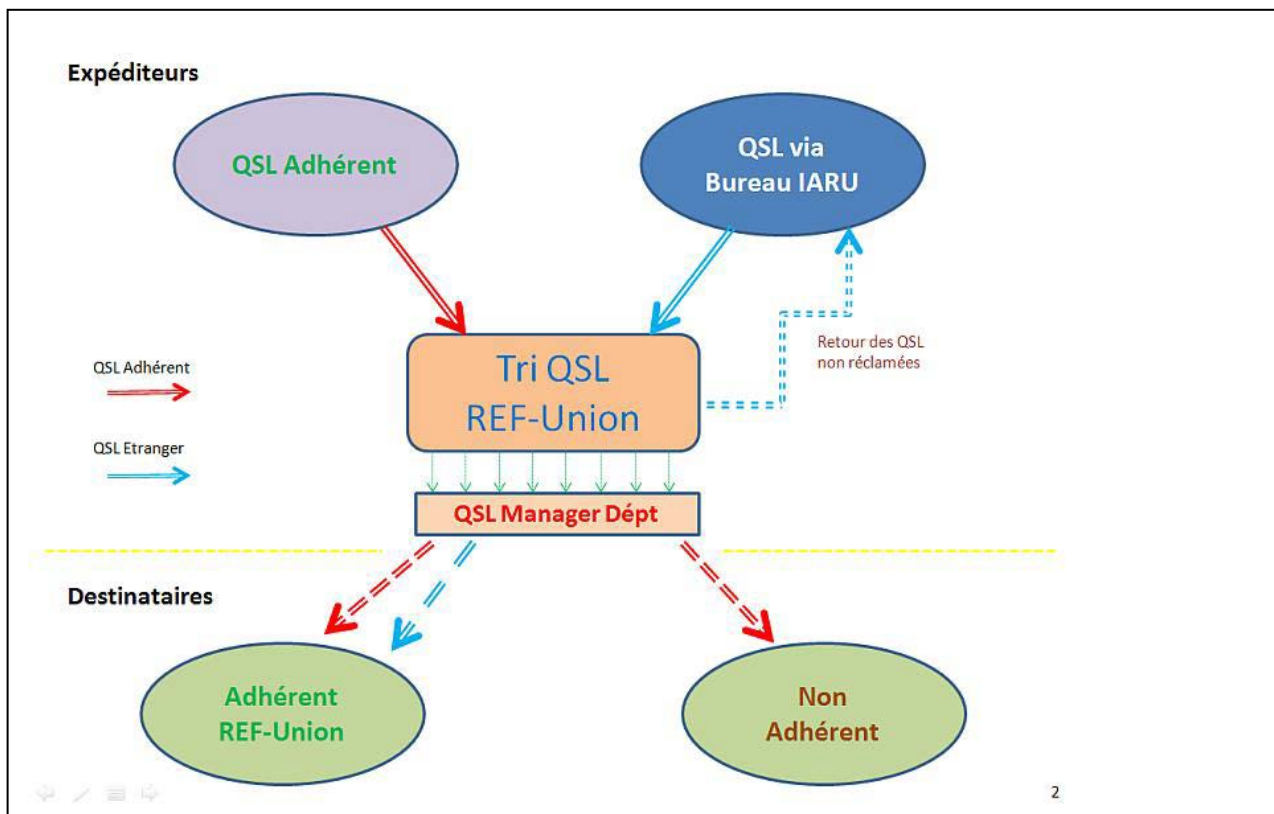 Expéditeurs
QSL Adhérent
QSL via
Bureau IARU
Tri QSL
REF-Union
Retour des QSL
non réclamées
QSL Adhérent
QSL Etranger
QSL Manager Dépt
Destinataires
Adhérent
REF-Union
Non
Adhérent
2